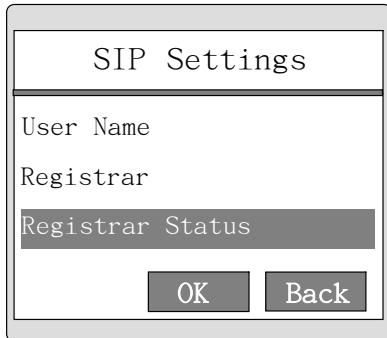 SIP Settings
User Name
Registrar
Registrar Status
OK Back